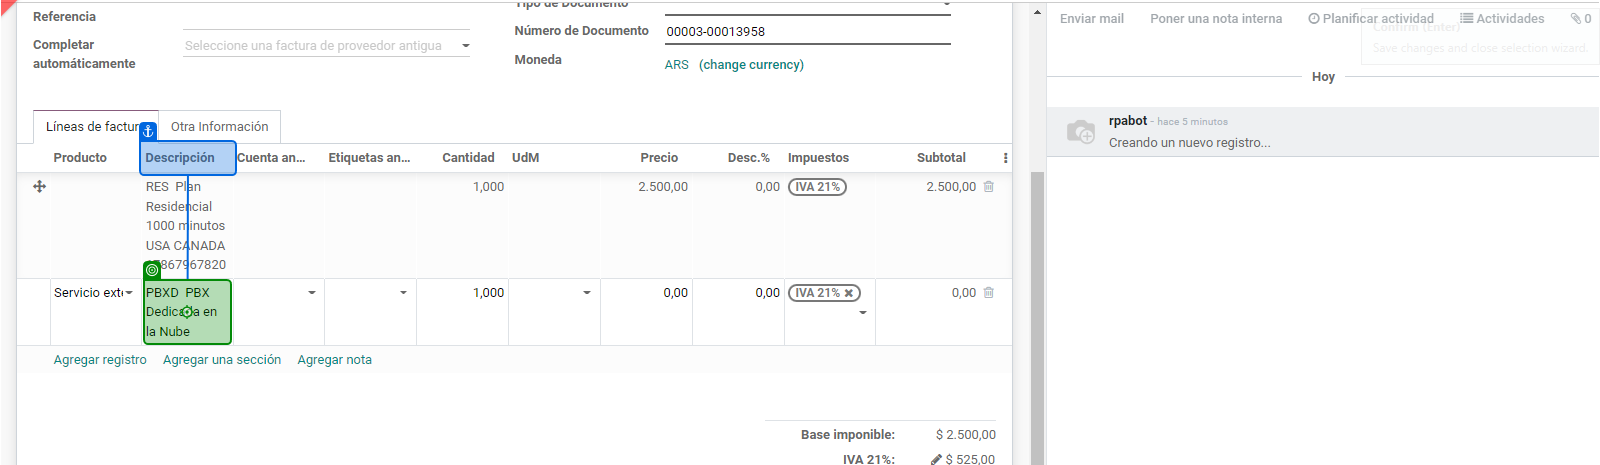 Tipo de Documento
Referencia
Número de Documento 00003-00013958
Completar automáticamente Seleccione una factura de proveedor antigua
Moneda ARS (change currency)
Enviar mail Poner una nota interna Planificar actividad Actividades 0
Confirm (Enter)
Save changes and close selection wizard.
Hoy
rpabot - hace 5 minutos
Creando un nuevo registro...
Líneas de factur Otra Información
Producto Descripción Cuenta an... Etiquetas an... Cantidad UdM Precio Desc.% Impuestos Subtotal
RES Plan 1,000 2.500,00 0,00 IVA 21% 2.500,00
Residencial
1000 minutos
USA CANADA
7867967820
Servicio ext PBXD PBX 1,000 0,00 0,00 IVA 21% 0,00
Dedicada en
la Nube
Agregar registro Agregar una sección Agregar nota
Base imponible: $ 2.500,00
IVA 21%: $ 525,00